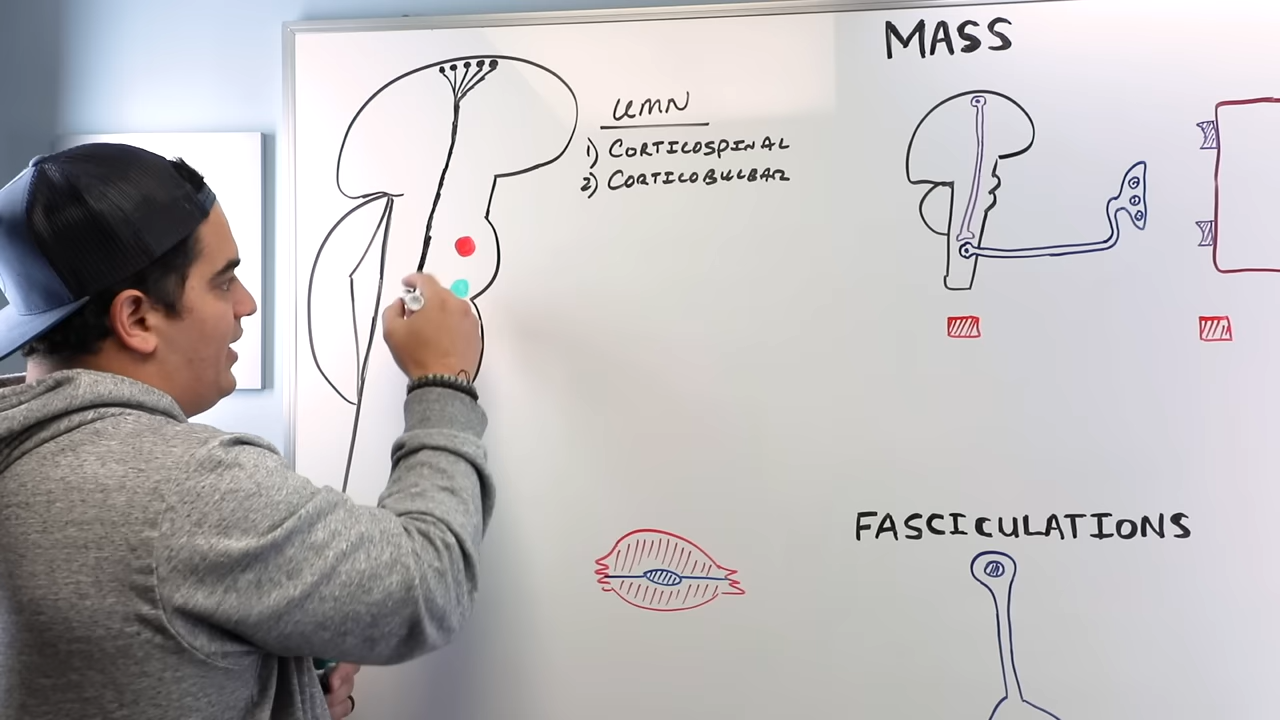 MASS
UMN
1) CORTICOSPINAL
2) CORTICOBULBAR
FASCICULATIONS